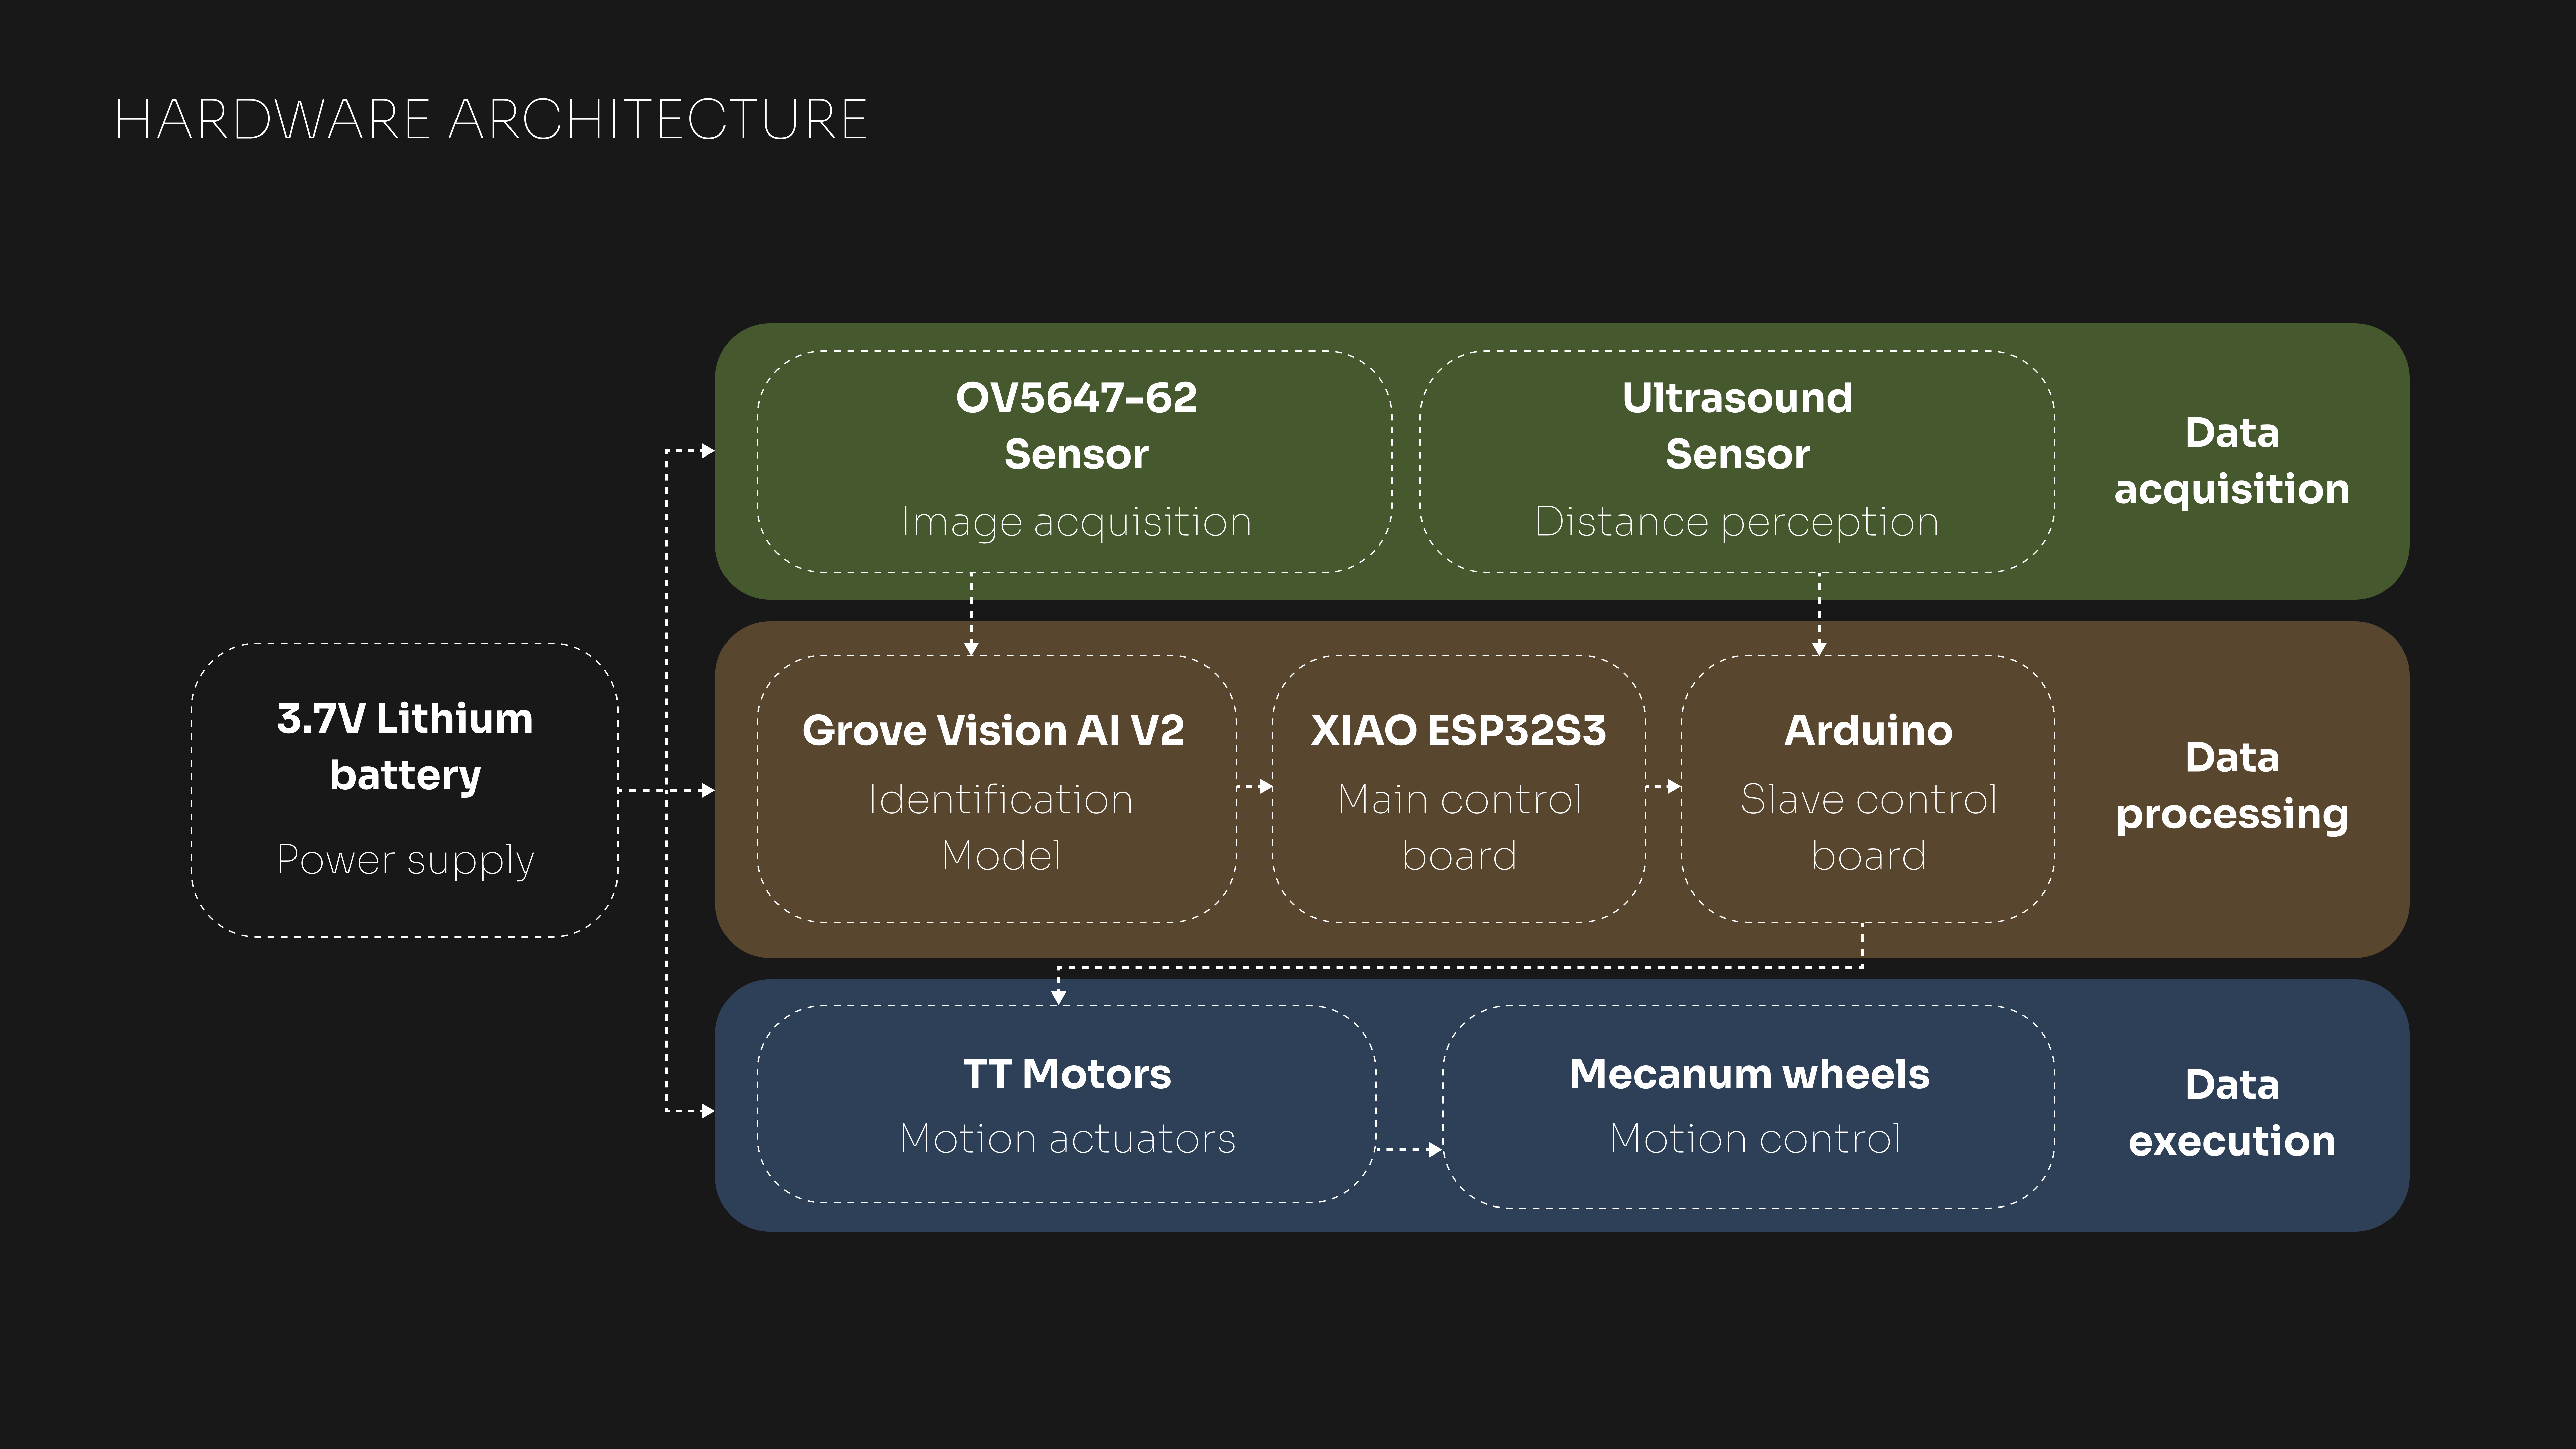 HARDWARE ARCHITECTURE
OV5647-62
Sensor
Image acquisition
Ultrasound
Sensor
Distance perception
Data
acquisition
3.7V Lithium
battery
Power supply
Grove Vision AI V2
Identification
Model
XIAO ESP32S3
Main control
board
Arduino
Slave control
board
Data
processing
TT Motors
Motion actuators
Mecanum wheels
Motion control
Data
execution